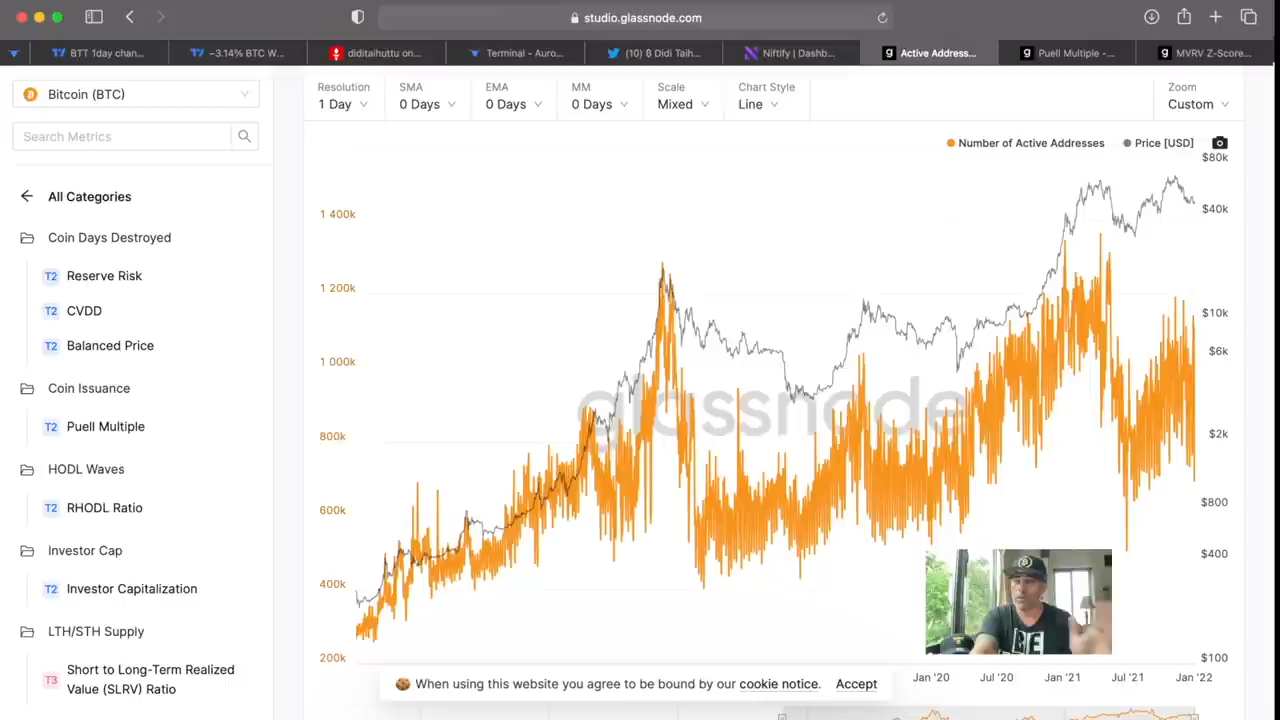 studio.glassnode.com
BTT 1day chan...
−3.14% BTC W...
diditaihuttu on...
Terminal - Auro...
(10) ₿ Didi Taih...
Niftify | Dashb...
Active Address...
Puell Multiple -...
MVRV Z-Score...
Bitcoin (BTC)
Search Metrics
All Categories
Coin Days Destroyed
T2 Reserve Risk
T2 CVDD
T2 Balanced Price
Coin Issuance
T2 Puell Multiple
HODL Waves
T2 RHODL Ratio
Investor Cap
T2 Investor Capitalization
LTH/STH Supply
T3 Short to Long-Term Realized
Value (SLRV) Ratio
Resolution
1 Day
SMA
0 Days
EMA
0 Days
MM
0 Days
Scale
Mixed
Chart Style
Line
Zoom
Custom
Number of Active Addresses
Price [USD]
1 400k
1 200k
1 000k
800k
600k
400k
200k
$80k
$40k
$10k
$6k
$2k
$800
$400
$100
glassnode
Jan '20
Jul '20
Jan '21
Jul '21
Jan '22
When using this website you agree to be bound by our cookie notice. Accept